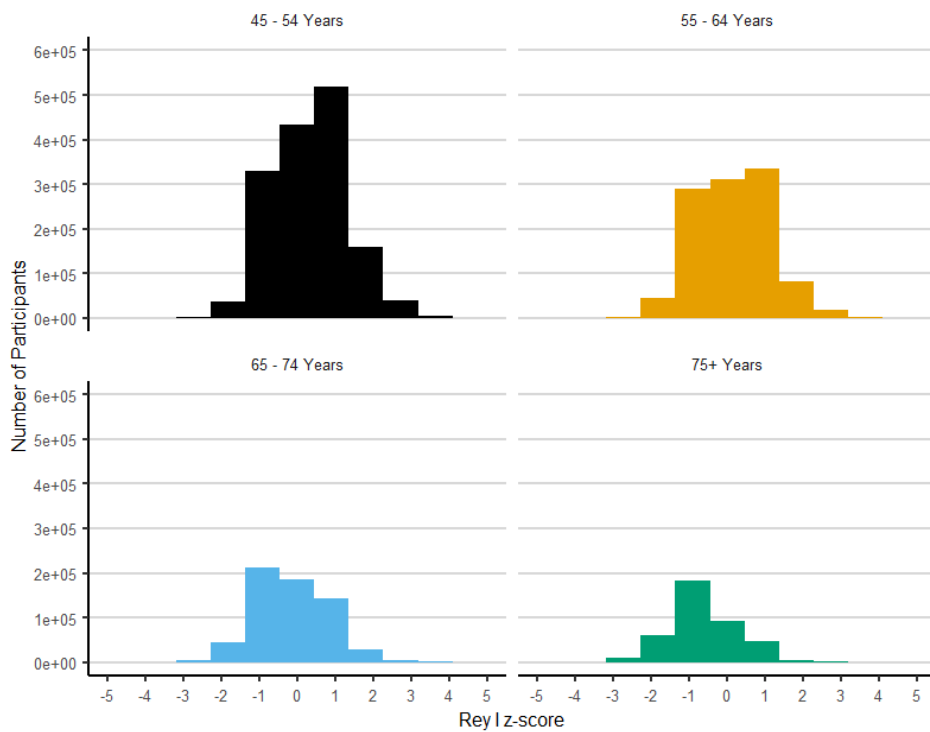 45 - 54 Years
55 - 64 Years
6e+05
5e+05
4e+05
3e+05
2e+05
1e+05
0e+00
65 - 74 Years
75+ Years
6e+05
5e+05
4e+05
3e+05
2e+05
1e+05
0e+00
Number of Participants
-5 -4 -3 -2 -1 0 1 2 3 4 5
-5 -4 -3 -2 -1 0 1 2 3 4 5
Rey I z-score